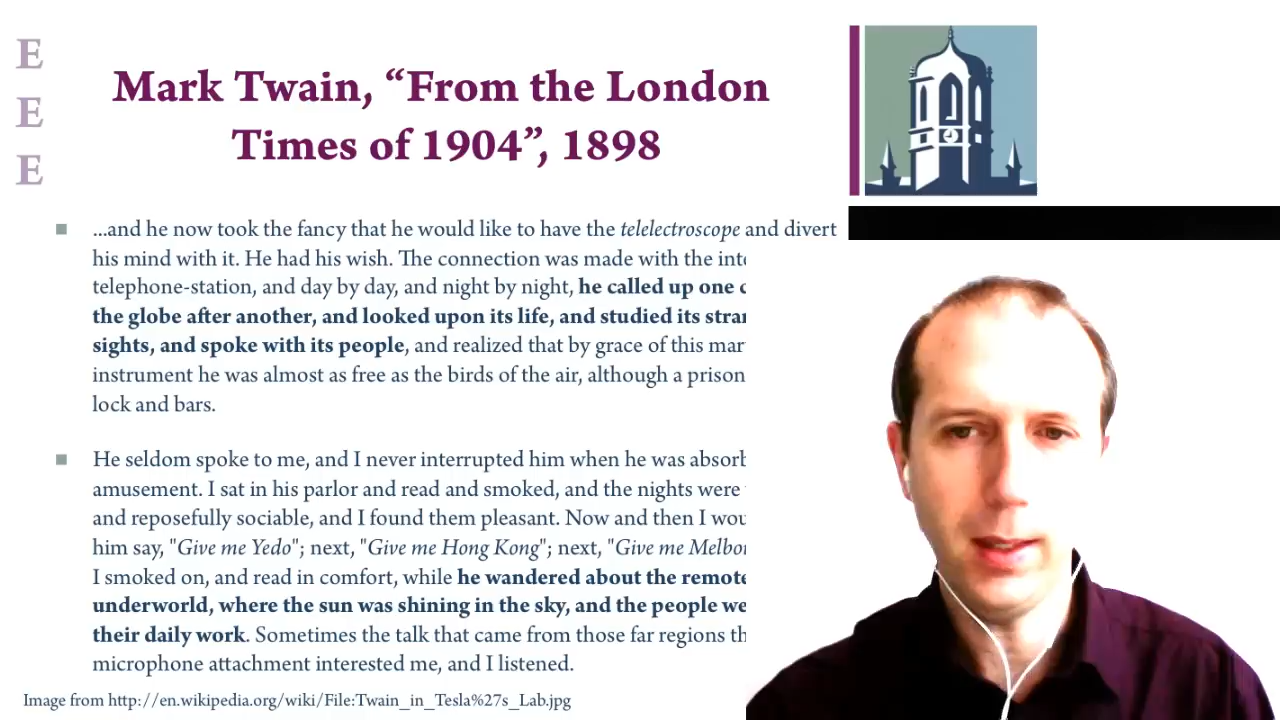 E
E
E
Mark Twain, “From the London
Times of 1904”, 1898
...and he now took the fancy that he would like to have the telelectroscope and divert
his mind with it. He had his wish. The connection was made with the
telephone-station, and day by day, and night by night, he called up one
the globe after another, and looked upon its life, and studied its
sights, and spoke with its people, and realized that by grace of this
instrument he was almost as free as the birds of the air, although a
lock and bars.
He seldom spoke to me, and I never interrupted him when he was
amusement. I sat in his parlor and read and smoked, and the nights were
and reposefully sociable, and I found them pleasant. Now and then I
him say, "Give me Yedo"; next, "Give me Hong Kong"; next, "Give me
I smoked on, and read in comfort, while he wandered about the
underworld, where the sun was shining in the sky, and the people
their daily work. Sometimes the talk that came from those far regions
microphone attachment interested me, and I listened.
Image from http://en.wikipedia.org/wiki/File:Twain_in_Tesla%27s_Lab.jpg